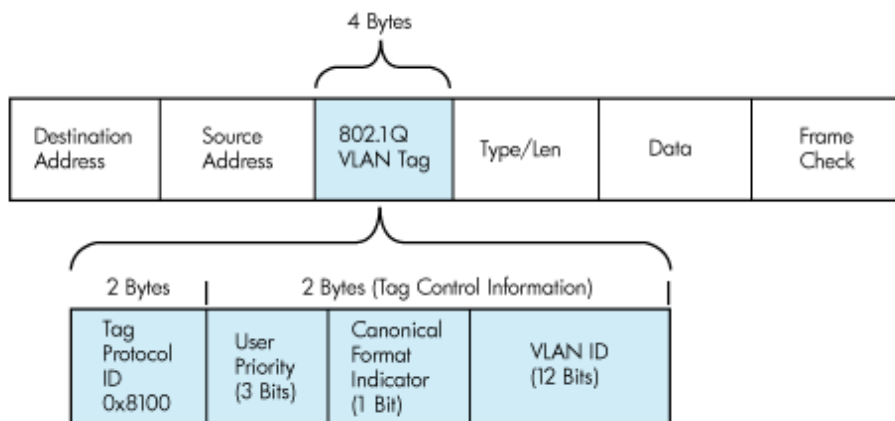 4 Bytes
Destination
Address
Source
Address
802.1Q
VLAN Tag
Type/Len
Data
Frame
Check
2 Bytes
2 Bytes (Tag Control Information)
Tag
Protocol
ID
0x8100
User
Priority
(3 Bits)
Canonical
Format
Indicator
(1 Bit)
VLAN ID
(12 Bits)